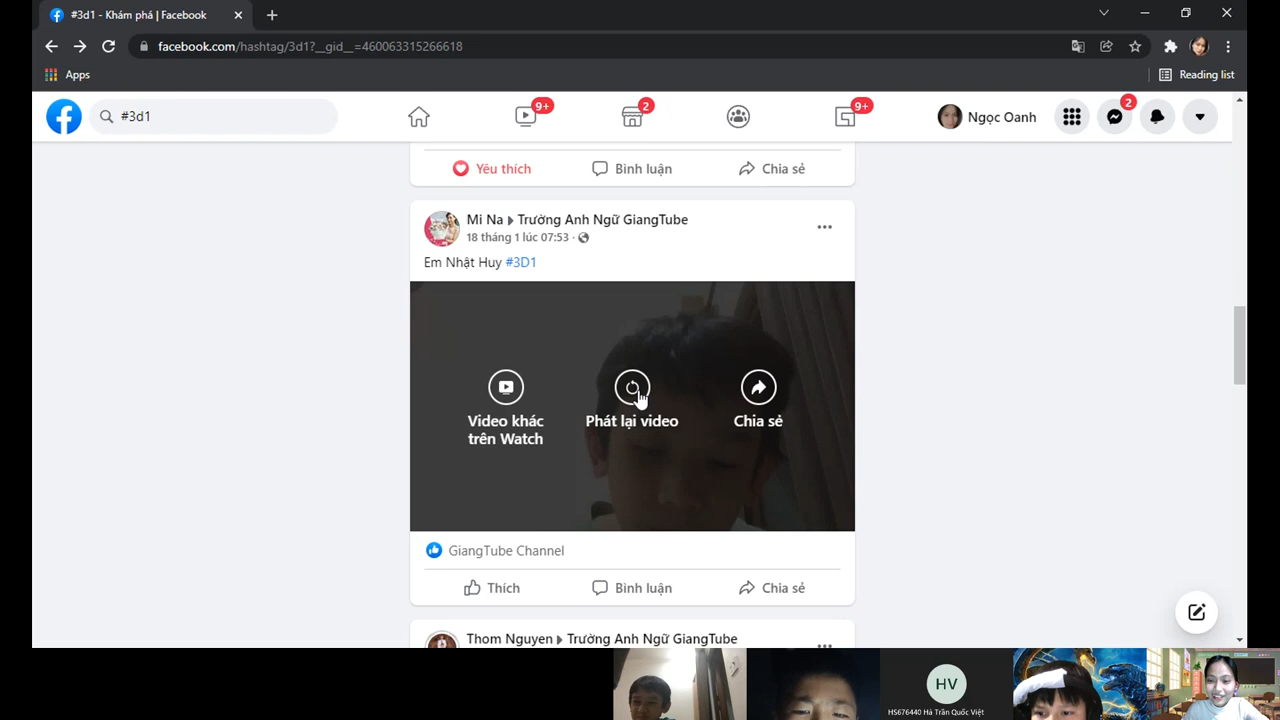 #3d1 - Khám phá | Facebook
facebook.com/hashtag/3d1?__gid__=460063315266618
Apps
Reading list
#3d1
9+
2
9+
Ngọc Oanh
2
Yêu thích
Bình luận
Chia sẻ
Mi Na
Trường Anh Ngữ GiangTube
18 tháng 1 lúc 07:53 ·
Em Nhật Huy #3D1
Video khác
trên Watch
Phát lại video
Chia sẻ
GiangTube Channel
Thích
Bình luận
Chia sẻ
Thom Nguyen
Trường Anh Ngữ GiangTube
HV
HS676440 Hà Trần Quốc Việt